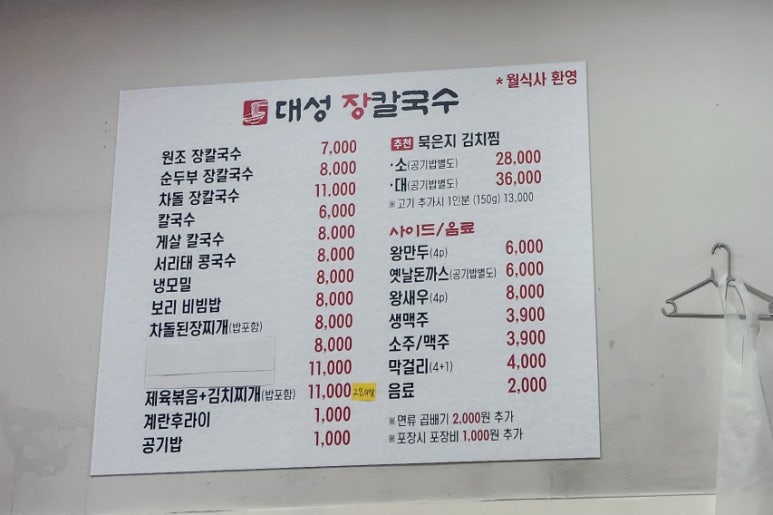 *월식사 환영
대성 장칼국수
원조 장칼국수 7,000
순두부 장칼국수 8.000
차돌 장칼국수 11.000
칼국수 6,000
게살 칼국수 8,000
서리태 콩국수 8,000
냉모밀 8,000
보리 비빔밥 8,000
차돌된장찌개(밥포함) 8,000
8,000
11,000
제육볶음+김치찌개(밥포함) 11,000
계란후라이 1,000
공기밥 1,000
추천 묵은지 김치찜
·소(공기밥별도) 28,000
·대(공기밥별도) 36,000
※고기 추가시 1인분 (150g) 13,000
사이드/음료
왕만두(4p) 6,000
옛날돈까스(공기밥별도) 6,000
왕새우(4p) 8,000
생맥주 3,900
소주/맥주 3,900
막걸리(4+1) 4,000
음료 2,000
※면류 곱배기 2,000원 추가
※포장시 포장비 1,000원 추가